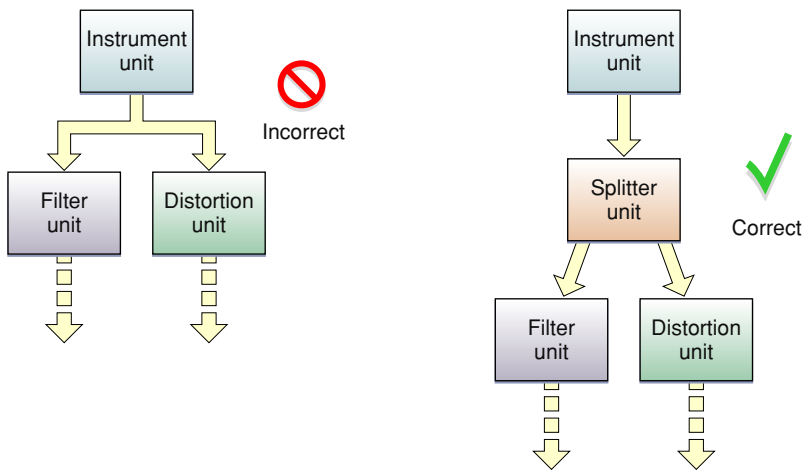 Instrument
unit
Incorrect
Filter
unit
Distortion
unit
Instrument
unit
Splitter
unit
Correct
Filter
unit
Distortion
unit